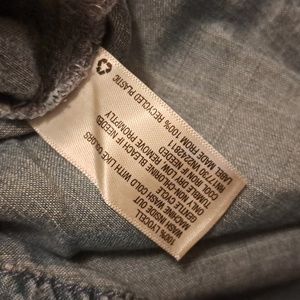 100% LYOCELL
WASH INSIDE OUT
MACHINE WASH COLD
GENTLE CYCLE WITH LIKE COLORS
ONLY NON-CHLORINE BLEACH IF NEEDED
TUMBLE DRY LOW REMOVE PROMPTLY
COOL IRON IF NEEDED
LABEL MADE FROM
100% RECYCLED PLASTIC